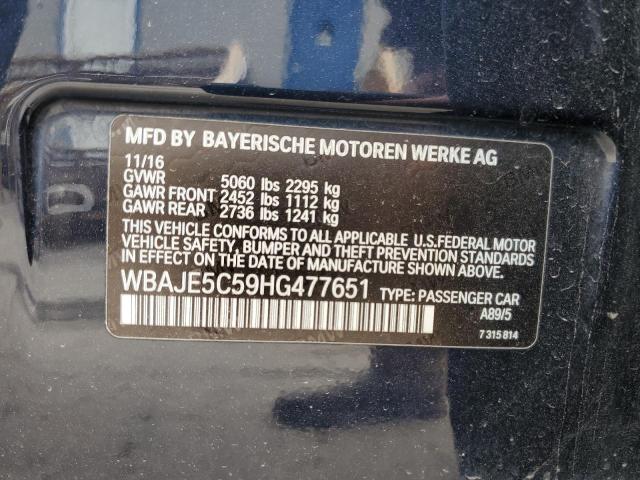 MFD BY BAYERISCHE MOTOREN WERKE AG
11/16
GVWR 5060 lbs 2295 kg
GAWR FRONT 2452 lbs 1112 kg
GAWR REAR 2736 lbs 1241 kg
THIS VEHICLE CONFORMS TO ALL APPLICABLE U.S.FEDERAL MOTOR
VEHICLE SAFETY, BUMPER AND THEFT PREVENTION STANDARDS
IN EFFECT ON THE DATE OF MANUFACTURE SHOWN ABOVE.
WBAJE5C59HG477651 TYPE: PASSENGER CAR
A89/5
7 315 814